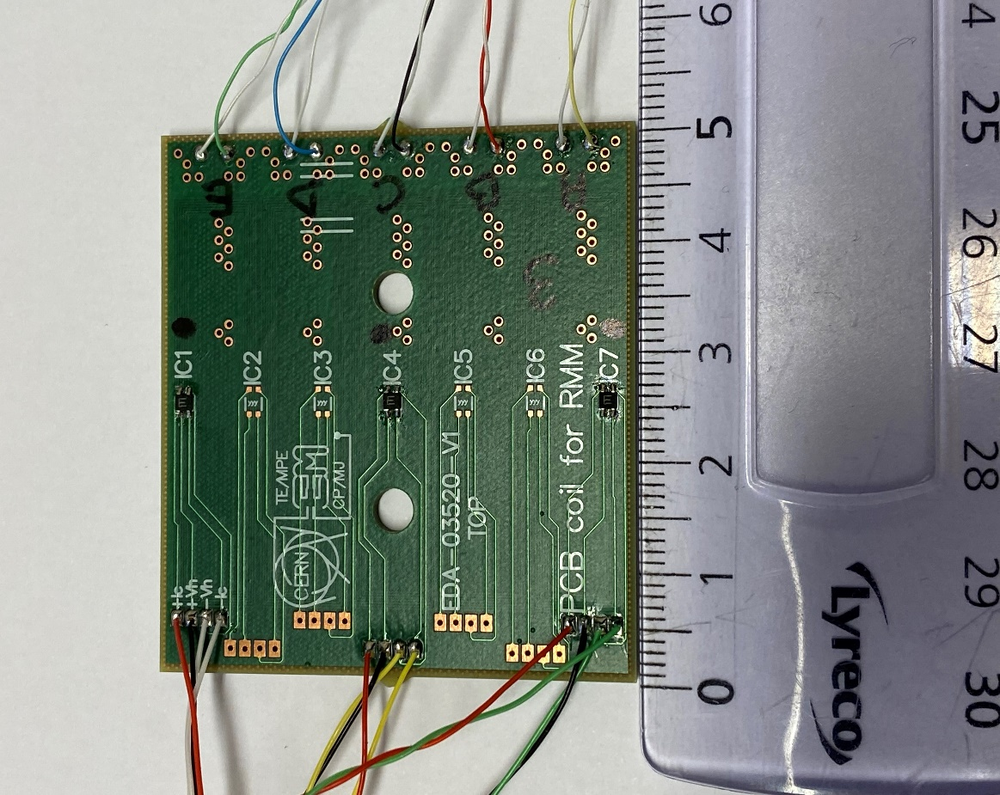 E A C B D
3
IC1 IC2 IC3 IC4 IC5 IC6 IC7
TE/MPE
CP/MJ
CERN
EDA-03520-V1
TOP
PCB coil for RMM
+Ic +Vh -Vh -Ic
6
5
4
3
2
1
0
24
25
26
27
28
29
30
Lyreco